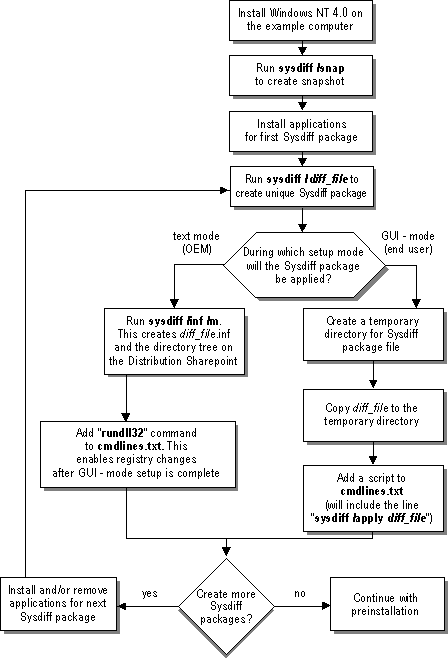 Install Windows NT 4.0 on
the example computer
Run sysdiff /snap
to create snapshot
Install applications
for first Sysdiff package
Run sysdiff /diff_file to
create unique Sysdiff package
text mode
(OEM)
GUI - mode
(end user)
During which setup mode
will the Sysdiff package
be applied?
Run sysdiff /inf /m.
This creates diff_file.inf
and the directory tree on
the Distribution Sharepoint
Create a temporary
directory for Sysdiff
package file
Copy diff_file to the
temporary directory
Add "rundll32" command
to cmdlines.txt. This
enables registry changes
after GUI - mode setup is complete
Add a script to
cmdlines.txt
(will include the line
"sysdiff /apply diff_file")
Install and/or remove
applications for next
Sysdiff package
yes
Create more
Sysdiff
packages?
no
Continue with
preinstallation